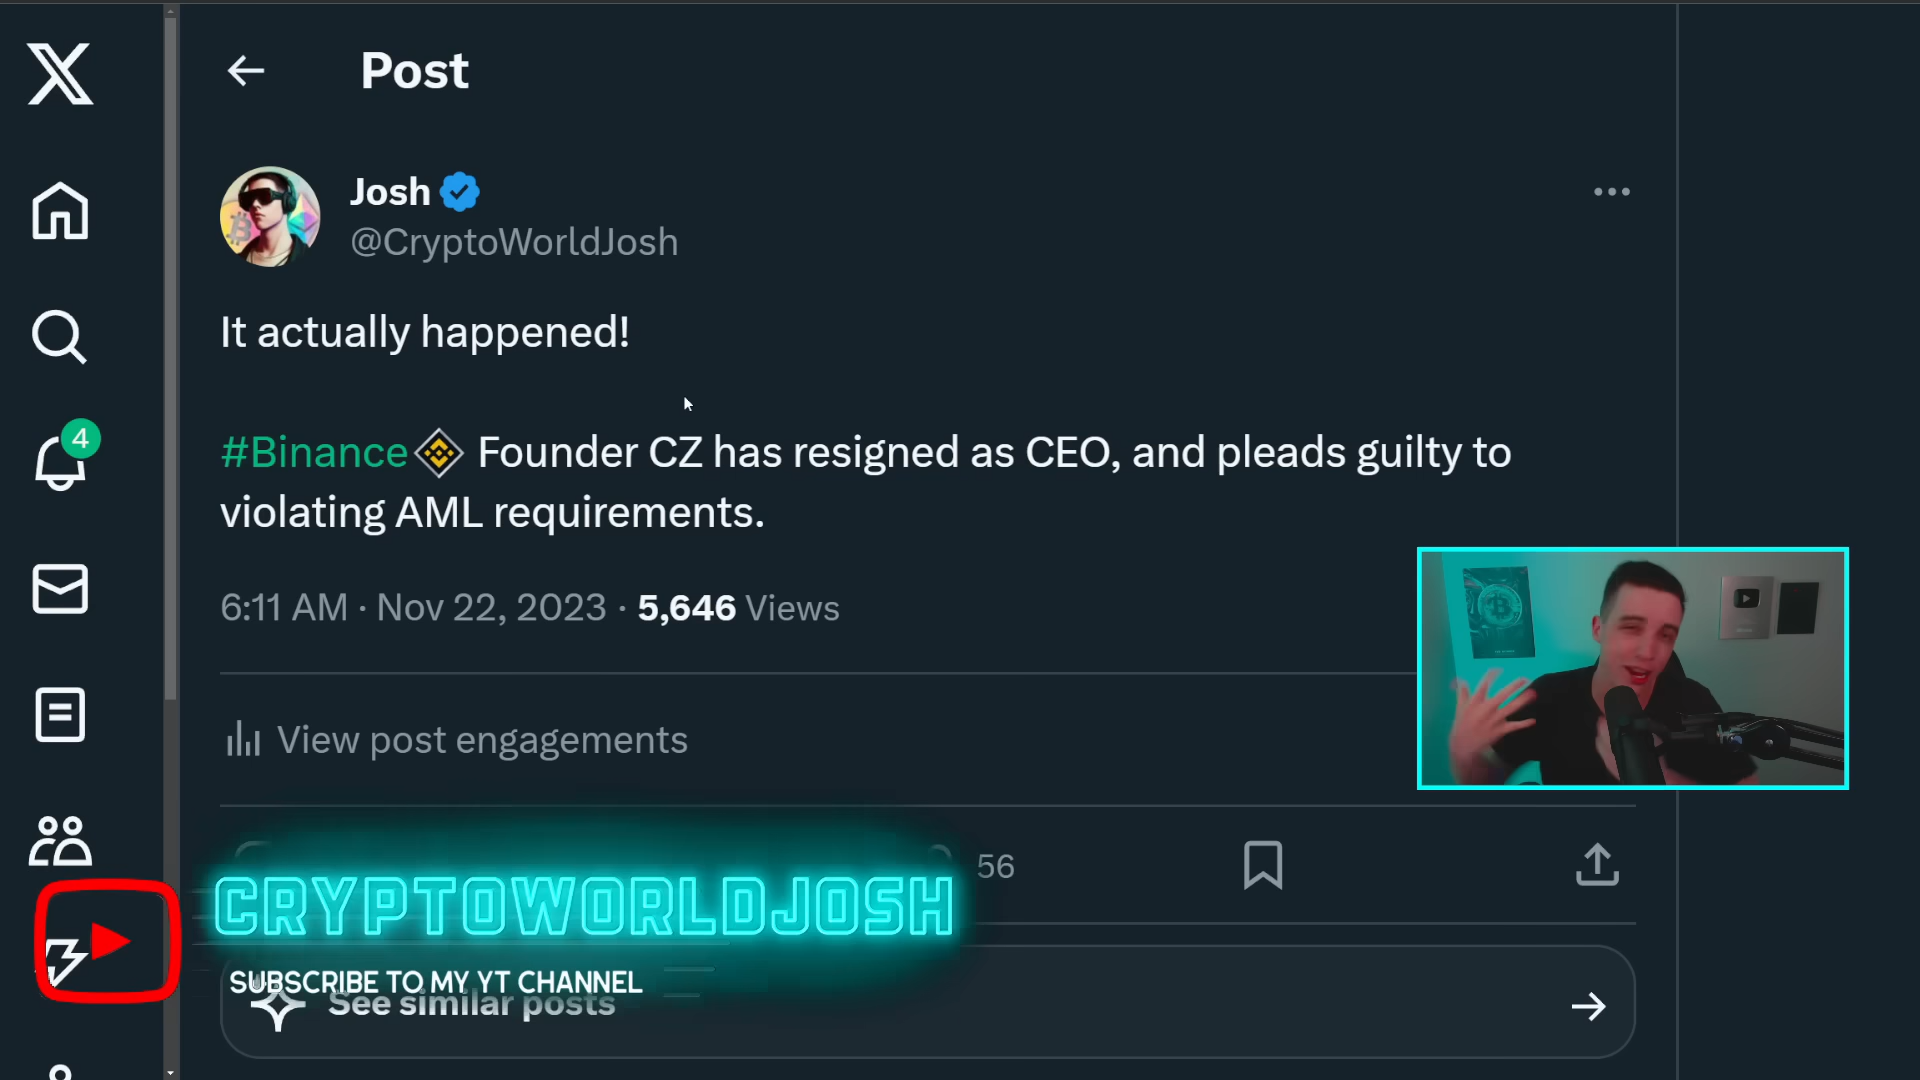 Post
Josh
@CryptoWorldJosh
It actually happened!
#Binance Founder CZ has resigned as CEO, and pleads guilty to
violating AML requirements.
4
6:11 AM · Nov 22, 2023 · 5,646 Views
View post engagements
56
CRYPTOWORLDJOSH
SUBSCRIBE TO MY YT CHANNEL
See similar posts